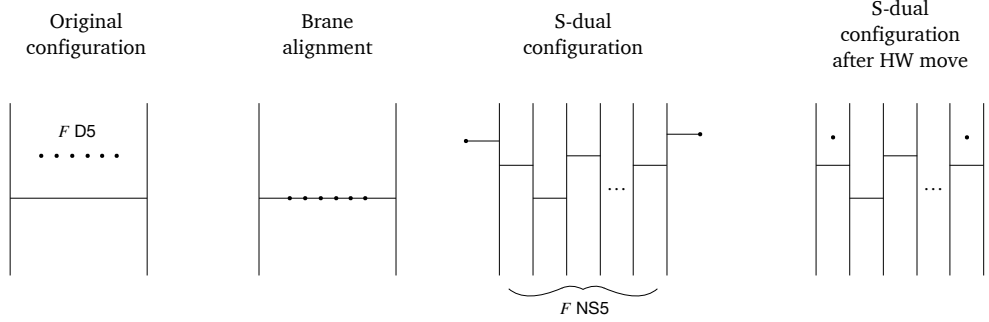 Original
configuration
Brane
alignment
S-dual
configuration
S-dual
configuration
after HW move
F D5
...
...
F NS5